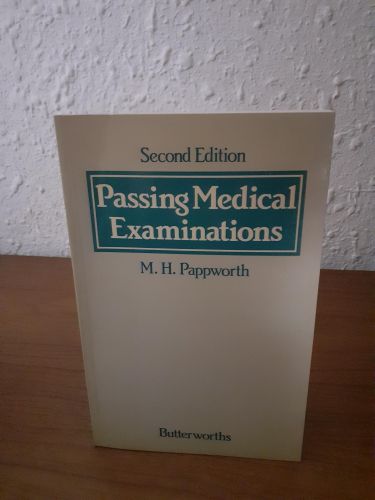 Second Edition
Passing Medical
Examinations
M. H. Pappworth
Butterworths